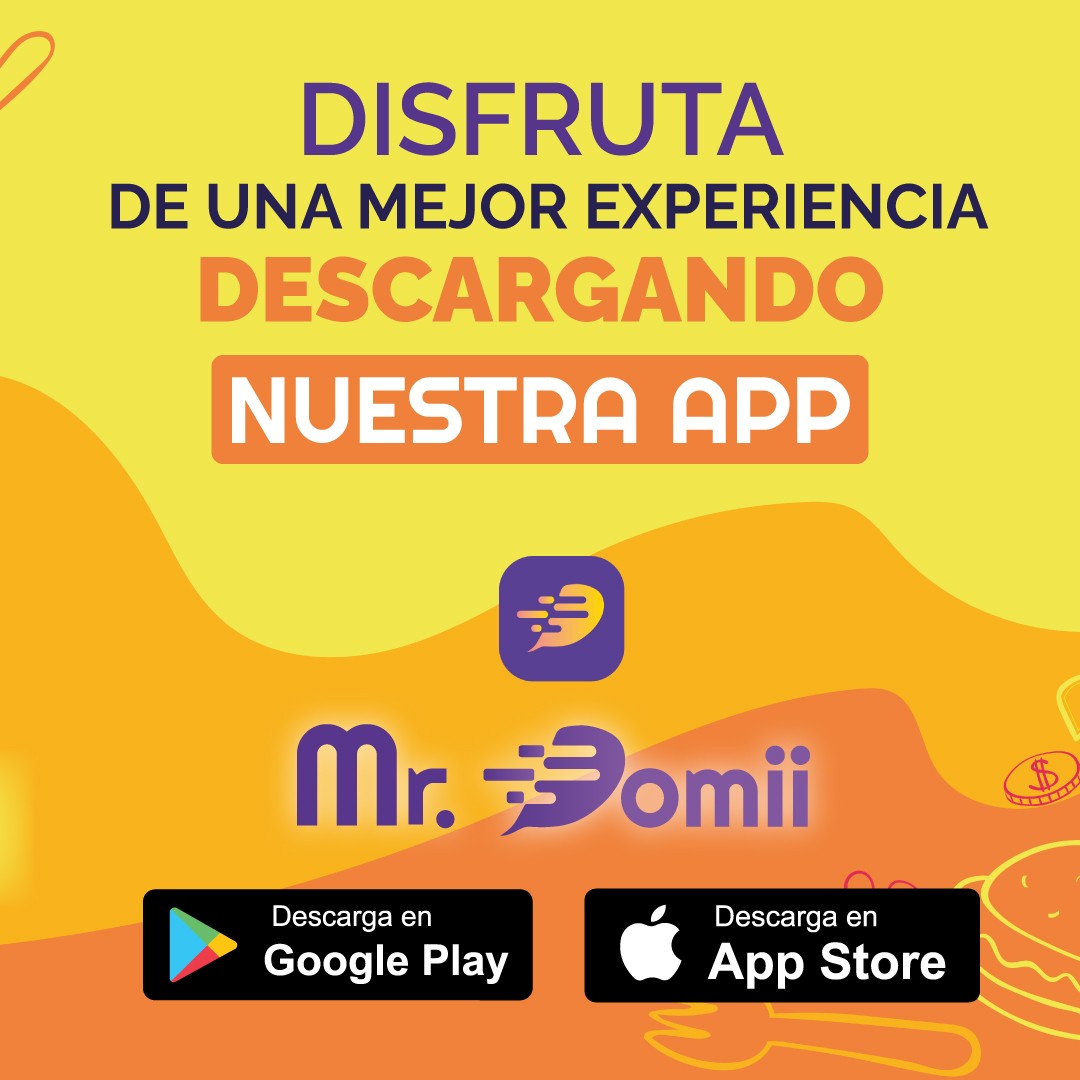 DISFRUTA
DE UNA MEJOR EXPERIENCIA
DESCARGANDO
NUESTRA APP
Mr. Domii
Descarga en
Google Play
Descarga en
App Store
$